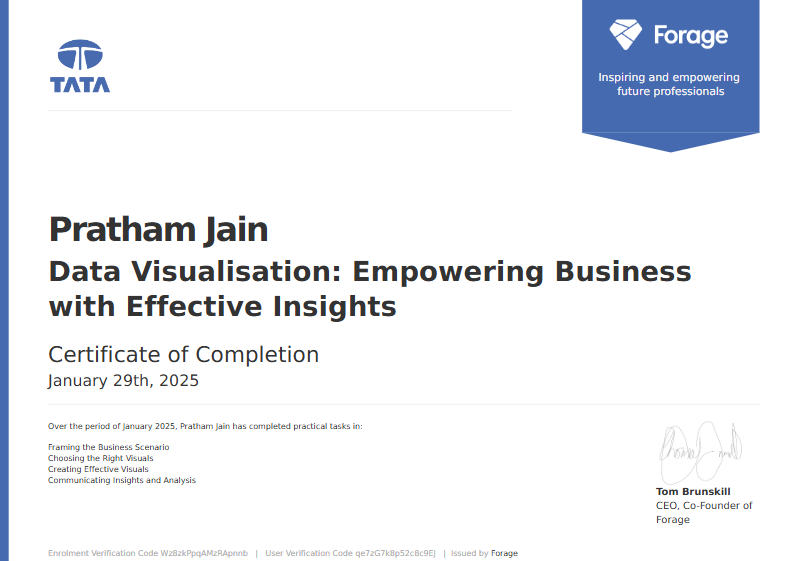 TATA
Forage
Inspiring and empowering
future professionals
Pratham Jain
Data Visualisation: Empowering Business
with Effective Insights
Certificate of Completion
January 29th, 2025
Over the period of January 2025, Pratham Jain has completed practical tasks in:
Framing the Business Scenario
Choosing the Right Visuals
Creating Effective Visuals
Communicating Insights and Analysis
Tom Brunskill
CEO, Co-Founder of
Forage
Enrolment Verification Code Wz8zkPpqAMzRApnnb | User Verification Code qe7zG7k8p52c8c9EJ | Issued by Forage